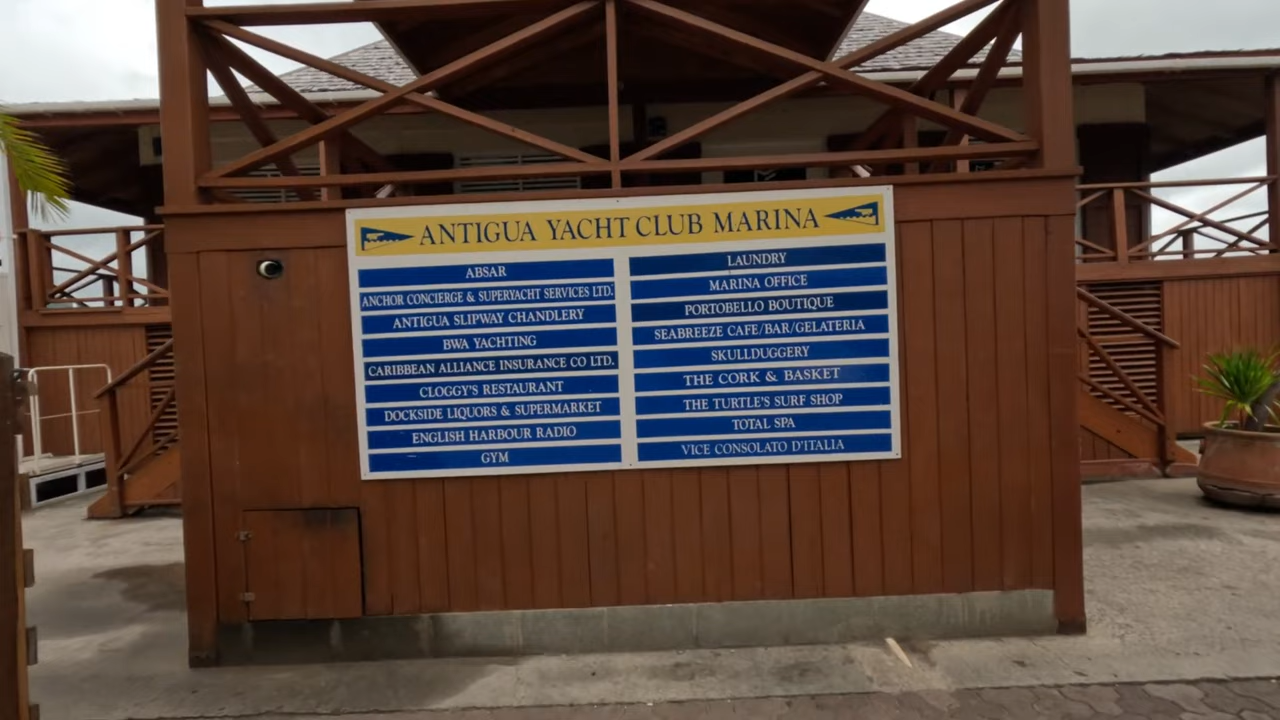 ANTIGUA YACHT CLUB MARINA
ABSAR
ANCHOR CONCIERGE & SUPERYACHT SERVICES LTD.
ANTIGUA SLIPWAY CHANDLERY
BWA YACHTING
CARIBBEAN ALLIANCE INSURANCE CO LTD.
CLOGGY'S RESTAURANT
DOCKSIDE LIQUORS & SUPERMARKET
ENGLISH HARBOUR RADIO
GYM
LAUNDRY
MARINA OFFICE
PORTOBELLO BOUTIQUE
SEABREEZE CAFE/BAR/GELATERIA
SKULLDUGGERY
THE CORK & BASKET
THE TURTLE'S SURF SHOP
TOTAL SPA
VICE CONSOLATO D'ITALIA